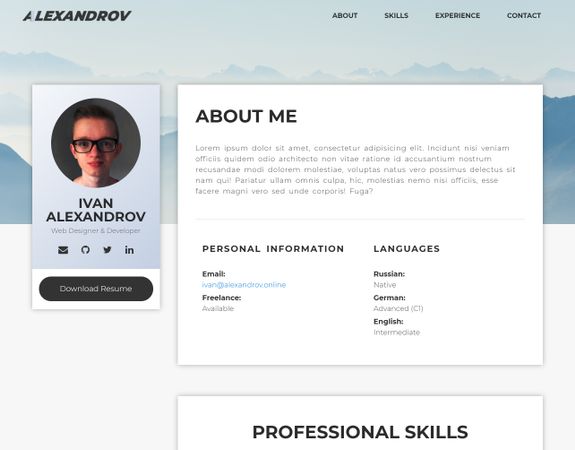 ALEXANDROV
ABOUT SKILLS EXPERIENCE CONTACT
IVAN
ALEXANDROV
Web Designer & Developer
Download Resume
ABOUT ME
Lorem ipsum dolor sit amet, consectetur adipisicing elit. Incidunt nisi veniam
officiis quidem odio architecto non vitae ratione id accusantium nostrum
recusandae modi dolorem molestiae, voluptas natus vero possimus delectus sit
nam qui! Pariatur ullam omnis culpa, hic, molestias nemo nisi officiis, esse
facere magni vero sed unde corporis! Fuga?
PERSONAL INFORMATION
Email:
ivan@alexandrov.online
Freelance:
Available
LANGUAGES
Russian:
Native
German:
Advanced (C1)
English:
Intermediate
PROFESSIONAL SKILLS